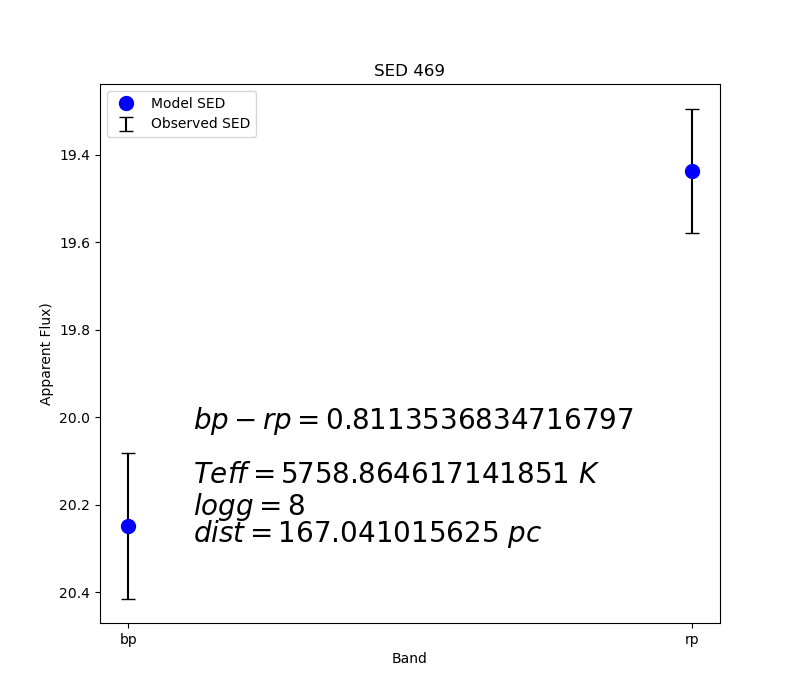 SED 469
Model SED
Observed SED
19.4
19.6
19.8
20.0
20.2
20.4
Apparent Flux)
bp − rp = 0.8113536834716797
Teff = 5758.864617141851 K
logg = 8
dist = 167.041015625 pc
bp
rp
Band